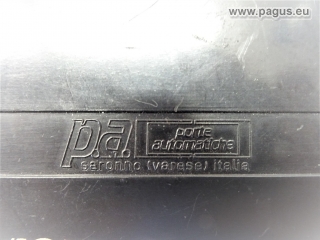 www.pagus.eu
p.a.
porte
automatiche
saronno (varese) italia